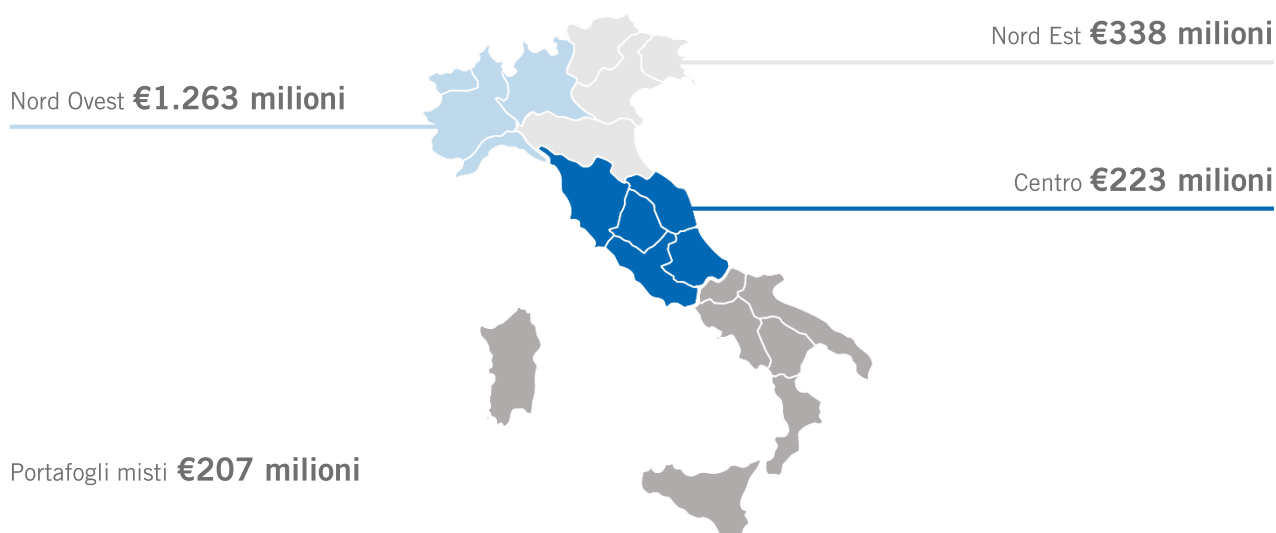 Nord Est €338 milioni
Nord Ovest €1.263 milioni
Centro €223 milioni
Portafogli misti €207 milioni